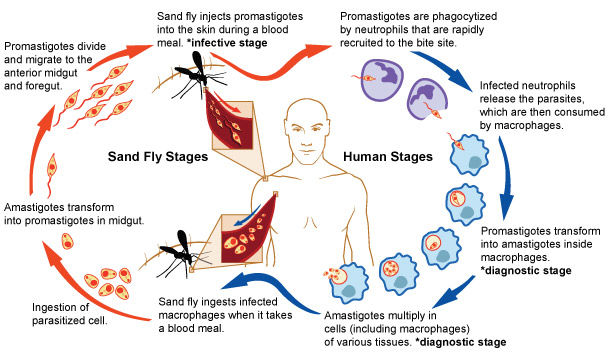 Sand fly injects promastigotes
into the skin during a blood
meal. *infective stage
Promastigotes are phagocytized
by neutrophils that are rapidly
recruited to the bite site.
Infected neutrophils
release the parasites,
which are then consumed
by macrophages.
Promastigotes transform
into amastigotes inside
macrophages.
*diagnostic stage
Amastigotes multiply in
cells (including macrophages)
of various tissues. *diagnostic stage
Sand fly ingests infected
macrophages when it takes
a blood meal.
Ingestion of
parasitized cell.
Amastigotes transform
into promastigotes in midgut.
Promastigotes divide
and migrate to the
anterior midgut
and foregut.
Sand Fly Stages
Human Stages